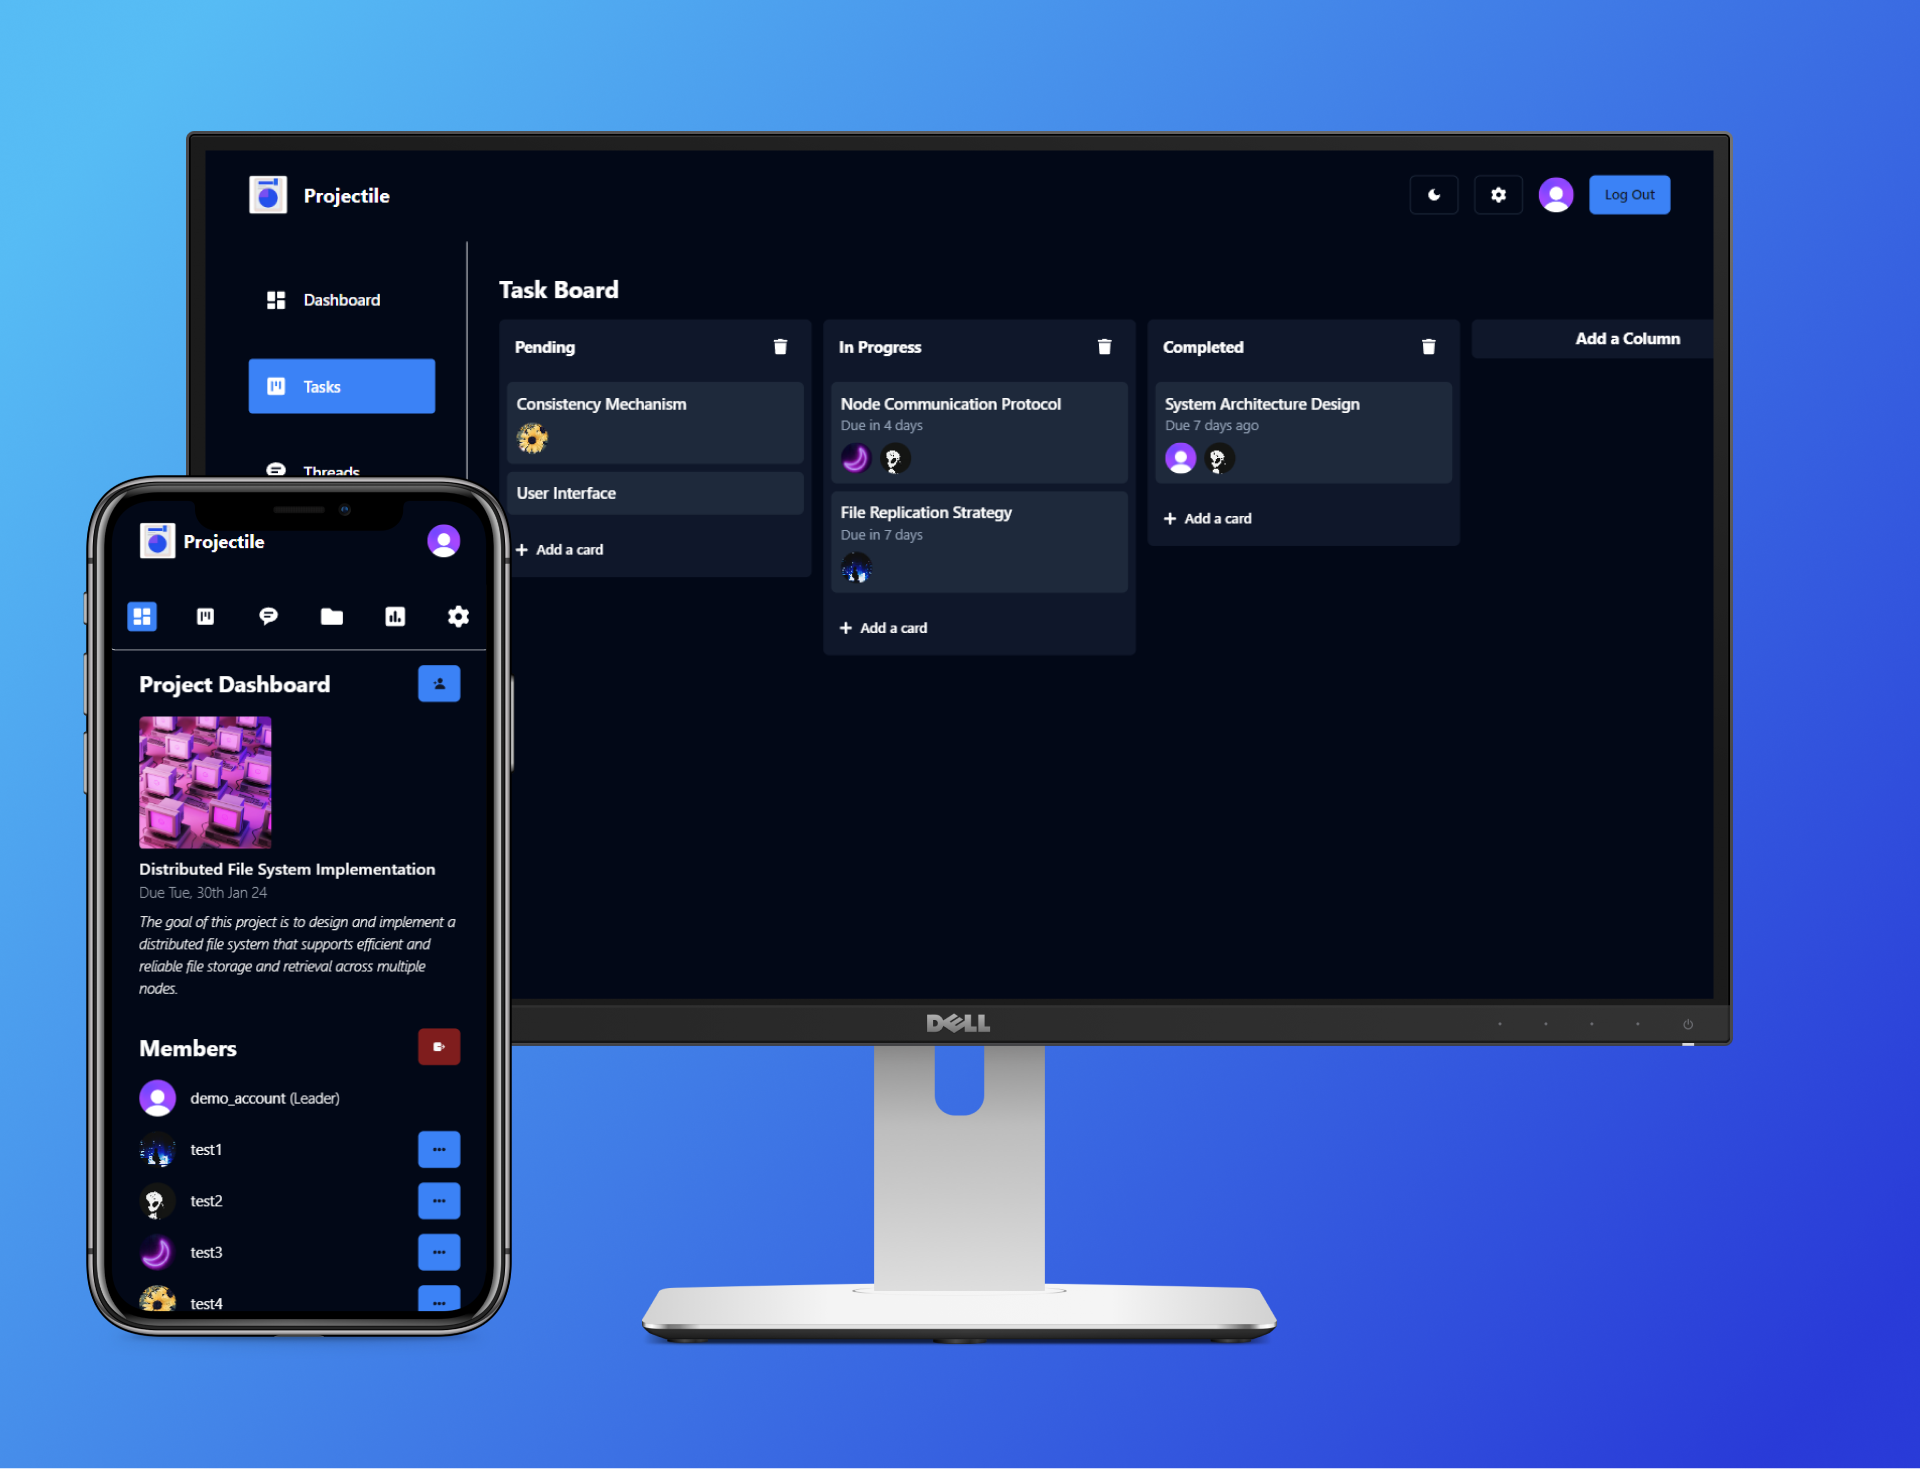 Projectile
Log Out
Dashboard
Tasks
Threads
Task Board
Pending
Consistency Mechanism
User Interface
Add a card
In Progress
Node Communication Protocol
Due in 4 days
File Replication Strategy
Due in 7 days
Add a card
Completed
System Architecture Design
Due 7 days ago
Add a card
Add a Column
DELL
Projectile
Project Dashboard
Distributed File System Implementation
Due Tue, 30th Jan 24
The goal of this project is to design and implement a
distributed file system that supports efficient and
reliable file storage and retrieval across multiple
nodes.
Members
demo_account (Leader)
test1
test2
test3
test4